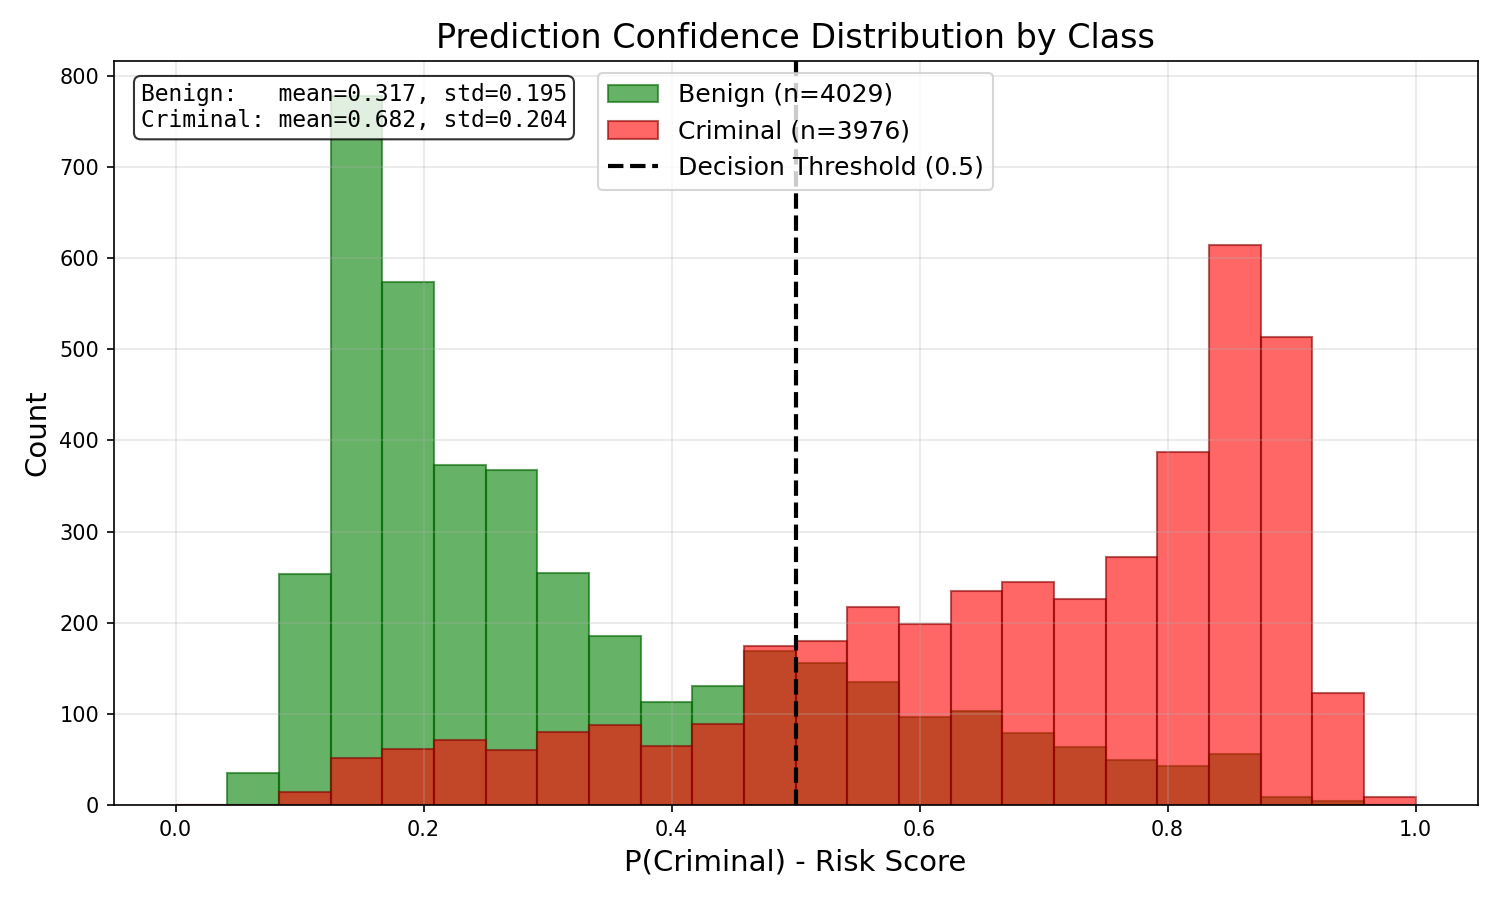 Prediction Confidence Distribution by Class
Benign:   mean=0.317, std=0.195
Criminal: mean=0.682, std=0.204
Benign (n=4029)
Criminal (n=3976)
Decision Threshold (0.5)
Count
800
700
600
500
400
300
200
100
0
0.0 0.2 0.4 0.6 0.8 1.0
P(Criminal) - Risk Score